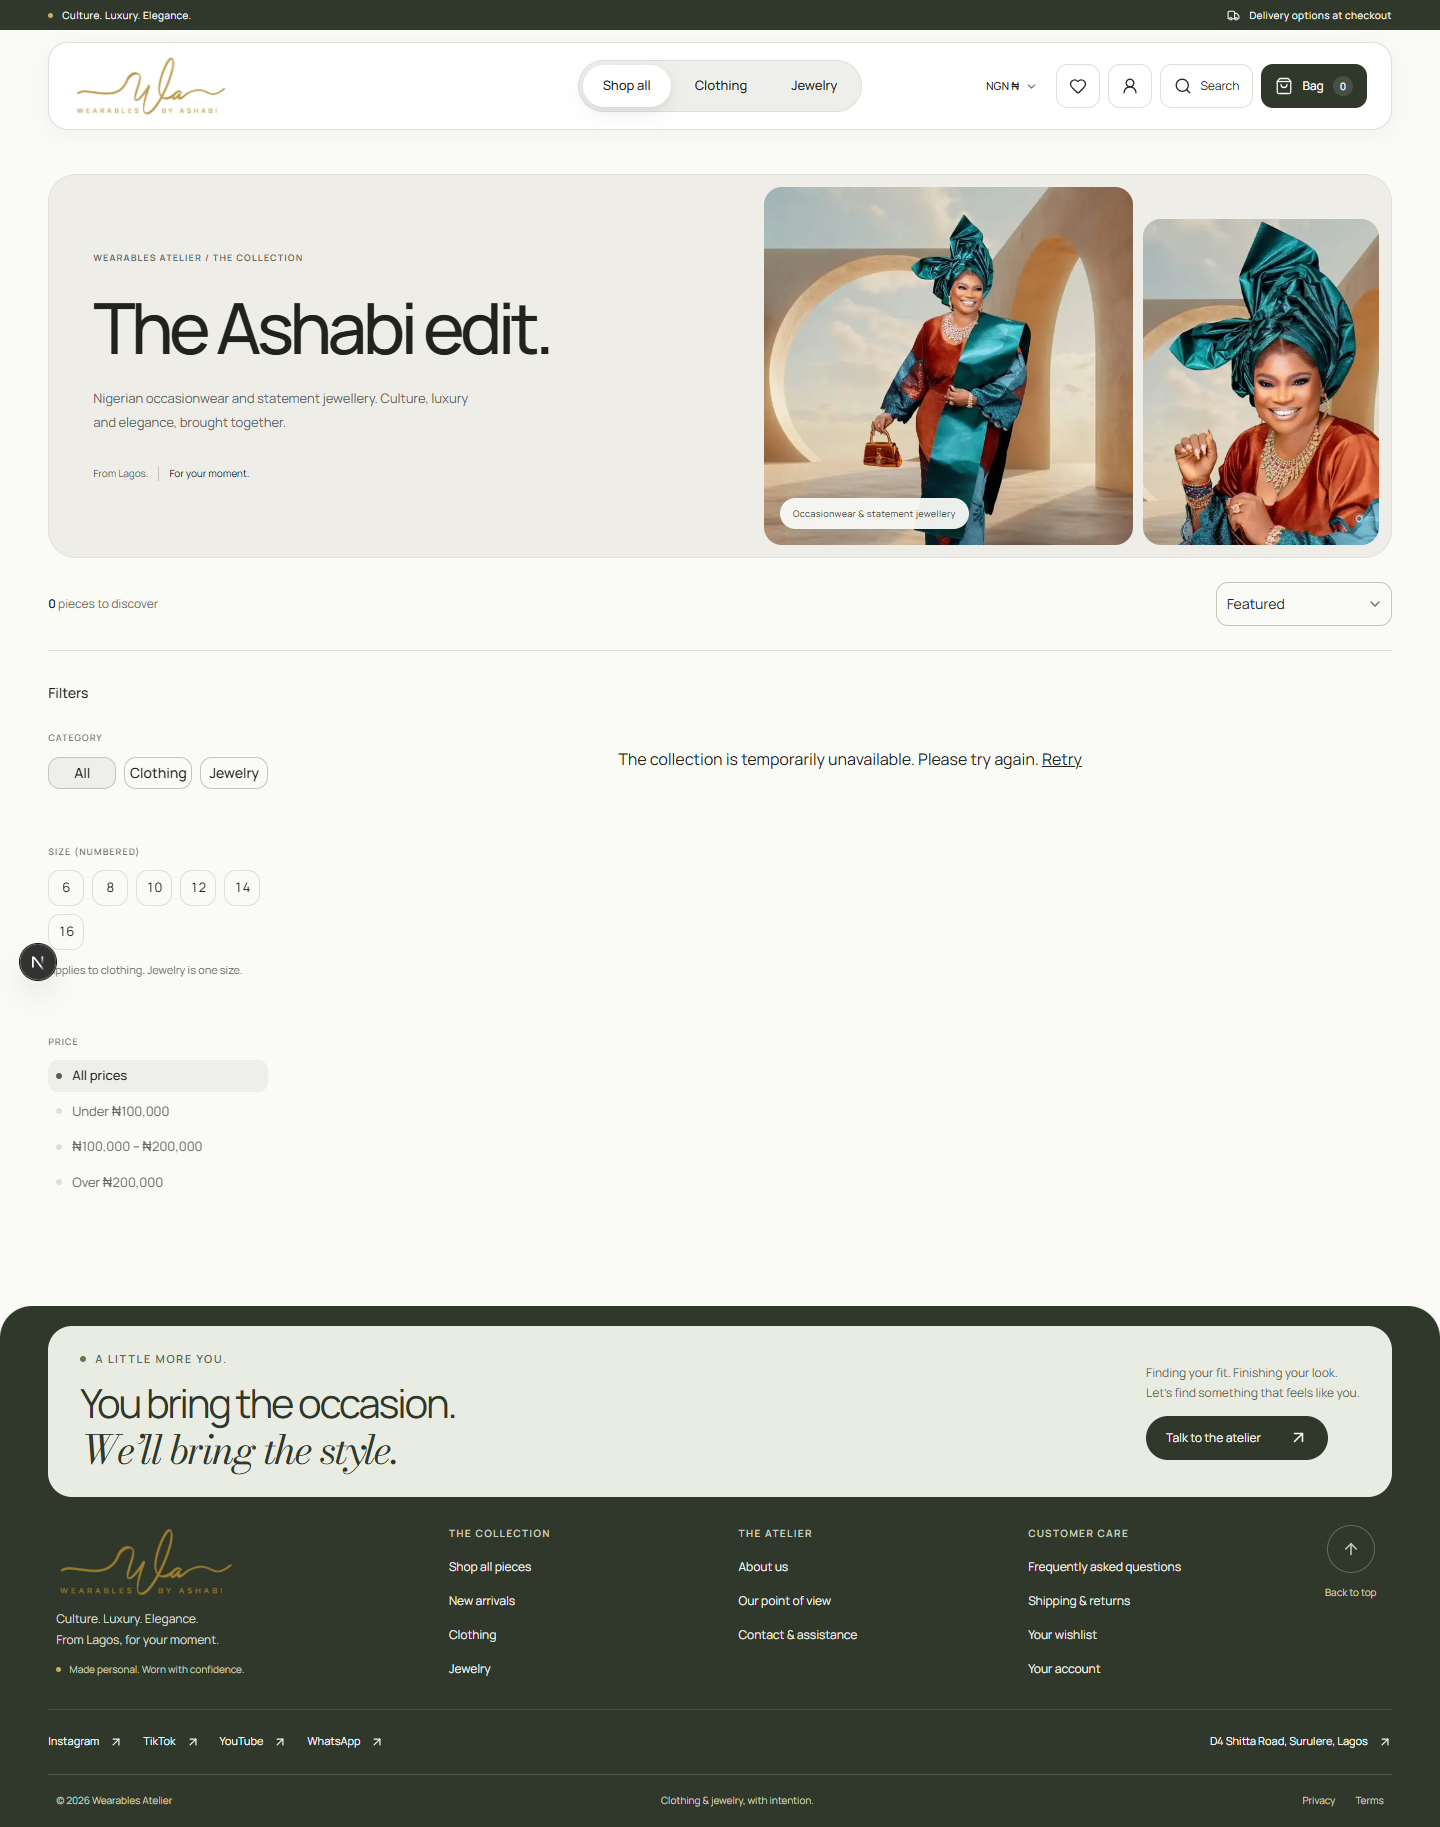 Culture. Luxury. Elegance.
Delivery options at checkout
Wa
WEARABLES BY ASHABI
Shop all
Clothing
Jewelry
NGN ₦
Search
Bag 0
WEARABLES ATELIER / THE COLLECTION
The Ashabi edit.
Nigerian occasionwear and statement jewellery. Culture, luxury
and elegance, brought together.
From Lagos.
For your moment.
Occasionwear & statement jewellery
0 pieces to discover
Featured
Filters
CATEGORY
All
Clothing
Jewelry
The collection is temporarily unavailable. Please try again. Retry
SIZE (NUMBERED)
6
8
10
12
14
16
N
pplies to clothing. Jewelry is one size.
PRICE
All prices
Under ₦100,000
₦100,000 – ₦200,000
Over ₦200,000
A LITTLE MORE YOU.
You bring the occasion.
We’ll bring the style.
Finding your fit. Finishing your look.
Let’s find something that feels like you.
Talk to the atelier
Wa
WEARABLES BY ASHABI
Culture. Luxury. Elegance.
From Lagos, for your moment.
Made personal. Worn with confidence.
THE COLLECTION
Shop all pieces
New arrivals
Clothing
Jewelry
THE ATELIER
About us
Our point of view
Contact & assistance
CUSTOMER CARE
Frequently asked questions
Shipping & returns
Your wishlist
Your account
Back to top
Instagram
TikTok
YouTube
WhatsApp
D4 Shitta Road, Surulere, Lagos
© 2026 Wearables Atelier
Clothing & jewelry, with intention.
Privacy
Terms